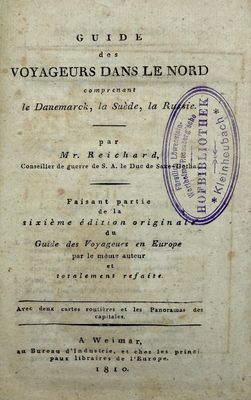 GUIDE
des
VOYAGEURS DANS LE NORD
comprenant
le Danemarck, la Suède, la Russie.
par
Mr. Reichard,
Conseiller de guerre de S. A. le Duc de Saxe-Gotha
Faisant partie
de la
sixième édition originale
du
Guide des Voyageurs en Europe
par le même auteur
et
totalement refaite.
Avec deux cartes routières et les Panoramas des
capitales.
A Weimar,
au Bureau d'Industrie, et chez les princi-
paux libraires de l'Europe.
1810.
HOFBIBLIOTHEK
Kleinheubach